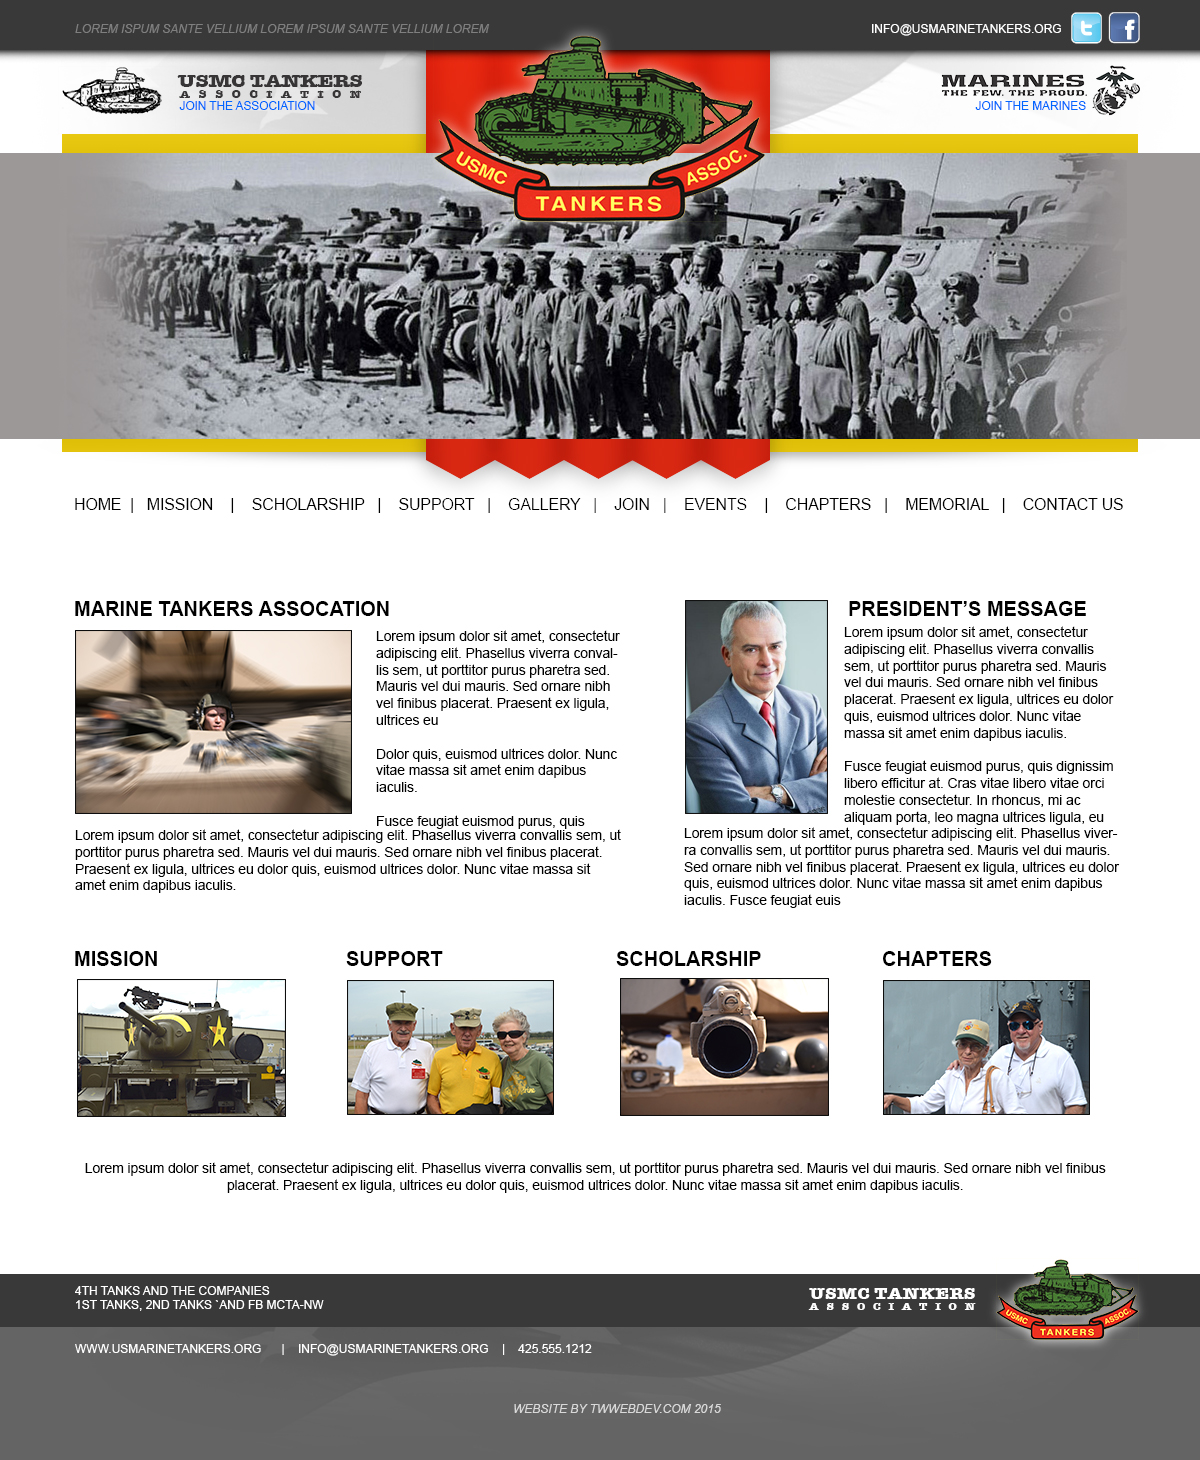 LOREM ISPUM SANTE VELLIUM LOREM IPSUM SANTE VELLIUM LOREM
INFO@USMARINETANKERS.ORG
USMC TANKERS
ASSOCIATION
JOIN THE ASSOCIATION
MARINES
THE FEW. THE PROUD.
JOIN THE MARINES
USMC
TANKERS
ASSOC.
HOME | MISSION | SCHOLARSHIP | SUPPORT | GALLERY | JOIN | EVENTS | CHAPTERS | MEMORIAL | CONTACT US
MARINE TANKERS ASSOCATION
Lorem ipsum dolor sit amet, consectetur
adipiscing elit. Phasellus viverra conval-
lis sem, ut porttitor purus pharetra sed.
Mauris vel dui mauris. Sed ornare nibh
vel finibus placerat. Praesent ex ligula,
ultrices eu
Dolor quis, euismod ultrices dolor. Nunc
vitae massa sit amet enim dapibus
iaculis.
Fusce feugiat euismod purus, quis
Lorem ipsum dolor sit amet, consectetur adipiscing elit. Phasellus viverra convallis sem, ut
porttitor purus pharetra sed. Mauris vel dui mauris. Sed ornare nibh vel finibus placerat.
Praesent ex ligula, ultrices eu dolor quis, euismod ultrices dolor. Nunc vitae massa sit
amet enim dapibus iaculis.
PRESIDENT’S MESSAGE
Lorem ipsum dolor sit amet, consectetur
adipiscing elit. Phasellus viverra convallis
sem, ut porttitor purus pharetra sed. Mauris
vel dui mauris. Sed ornare nibh vel finibus
placerat. Praesent ex ligula, ultrices eu dolor
quis, euismod ultrices dolor. Nunc vitae
massa sit amet enim dapibus iaculis.
Fusce feugiat euismod purus, quis dignissim
libero efficitur at. Cras vitae libero vitae orci
molestie consectetur. In rhoncus, mi ac
aliquam porta, leo magna ultrices ligula, eu
Lorem ipsum dolor sit amet, consectetur adipiscing elit. Phasellus viver-
ra convallis sem, ut porttitor purus pharetra sed. Mauris vel dui mauris.
Sed ornare nibh vel finibus placerat. Praesent ex ligula, ultrices eu dolor
quis, euismod ultrices dolor. Nunc vitae massa sit amet enim dapibus
iaculis. Fusce feugiat euis
MISSION
SUPPORT
SCHOLARSHIP
CHAPTERS
Lorem ipsum dolor sit amet, consectetur adipiscing elit. Phasellus viverra convallis sem, ut porttitor purus pharetra sed. Mauris vel dui mauris. Sed ornare nibh vel finibus
placerat. Praesent ex ligula, ultrices eu dolor quis, euismod ultrices dolor. Nunc vitae massa sit amet enim dapibus iaculis.
4TH TANKS AND THE COMPANIES
1ST TANKS, 2ND TANKS `AND FB MCTA-NW
USMC TANKERS
ASSOCIATION
USMC
TANKERS
ASSOC.
WWW.USMARINETANKERS.ORG | INFO@USMARINETANKERS.ORG | 425.555.1212
WEBSITE BY TWWEBDEV.COM 2015